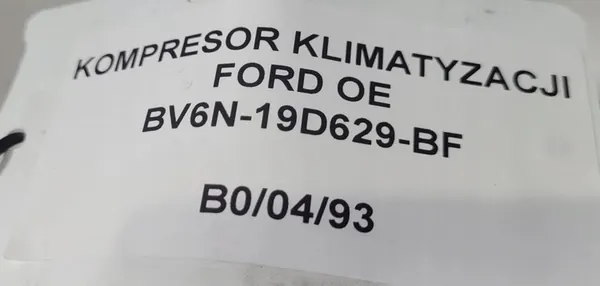 KOMPRESOR KLIMATYZACJI
FORD OE
BV6N-19D629-BF
B0/04/93